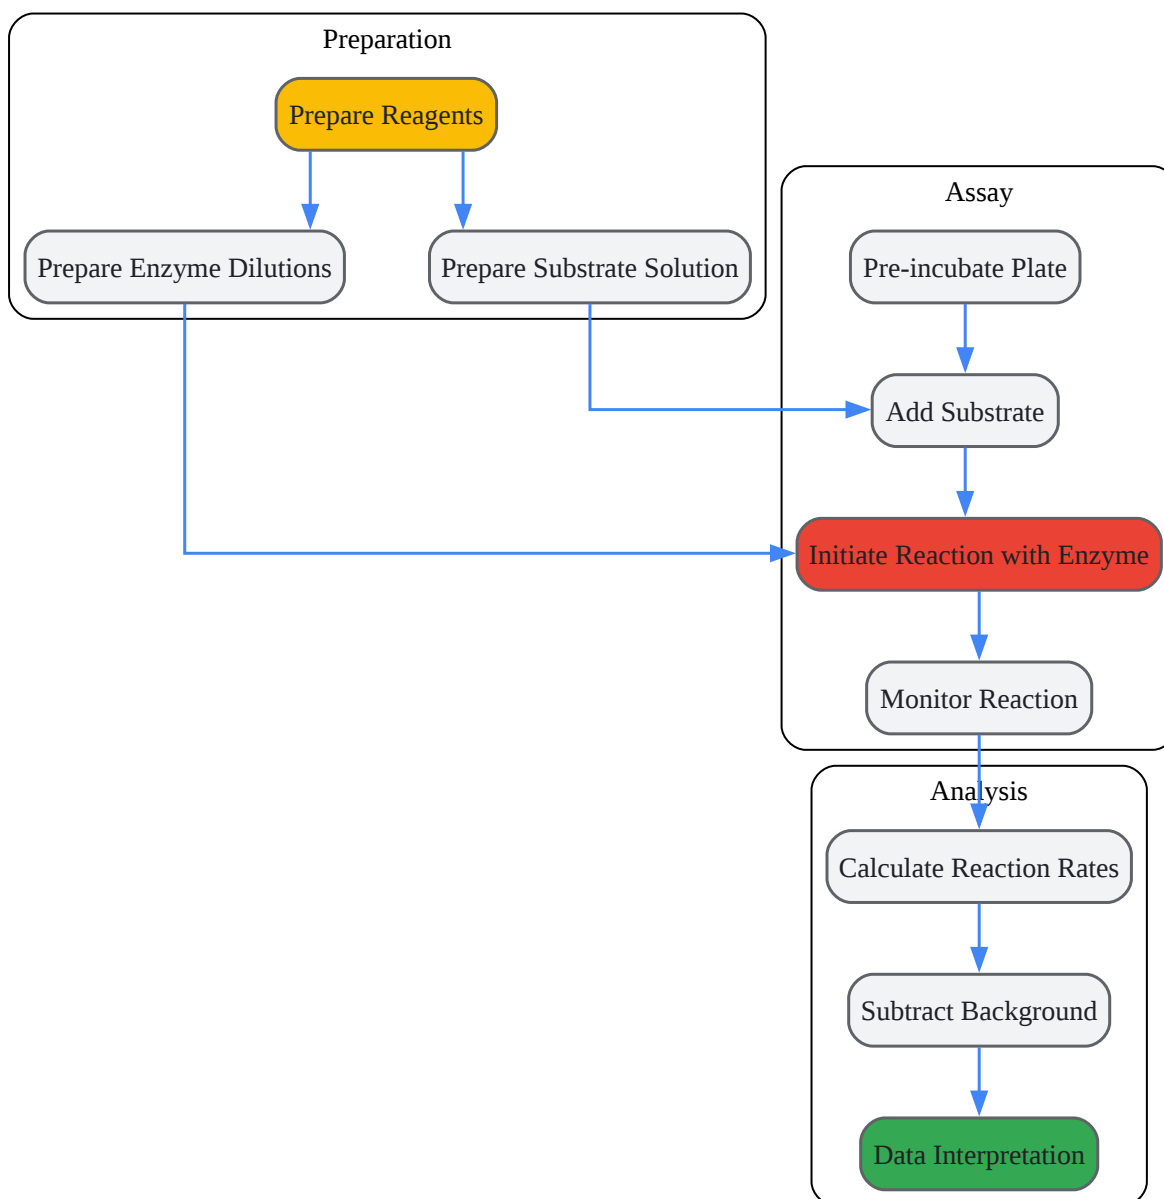 Preparation
Prepare Reagents
Prepare Enzyme Dilutions
Prepare Substrate Solution
Assay
Pre-incubate Plate
Add Substrate
Initiate Reaction with Enzyme
Monitor Reaction
Analysis
Calculate Reaction Rates
Subtract Background
Data Interpretation